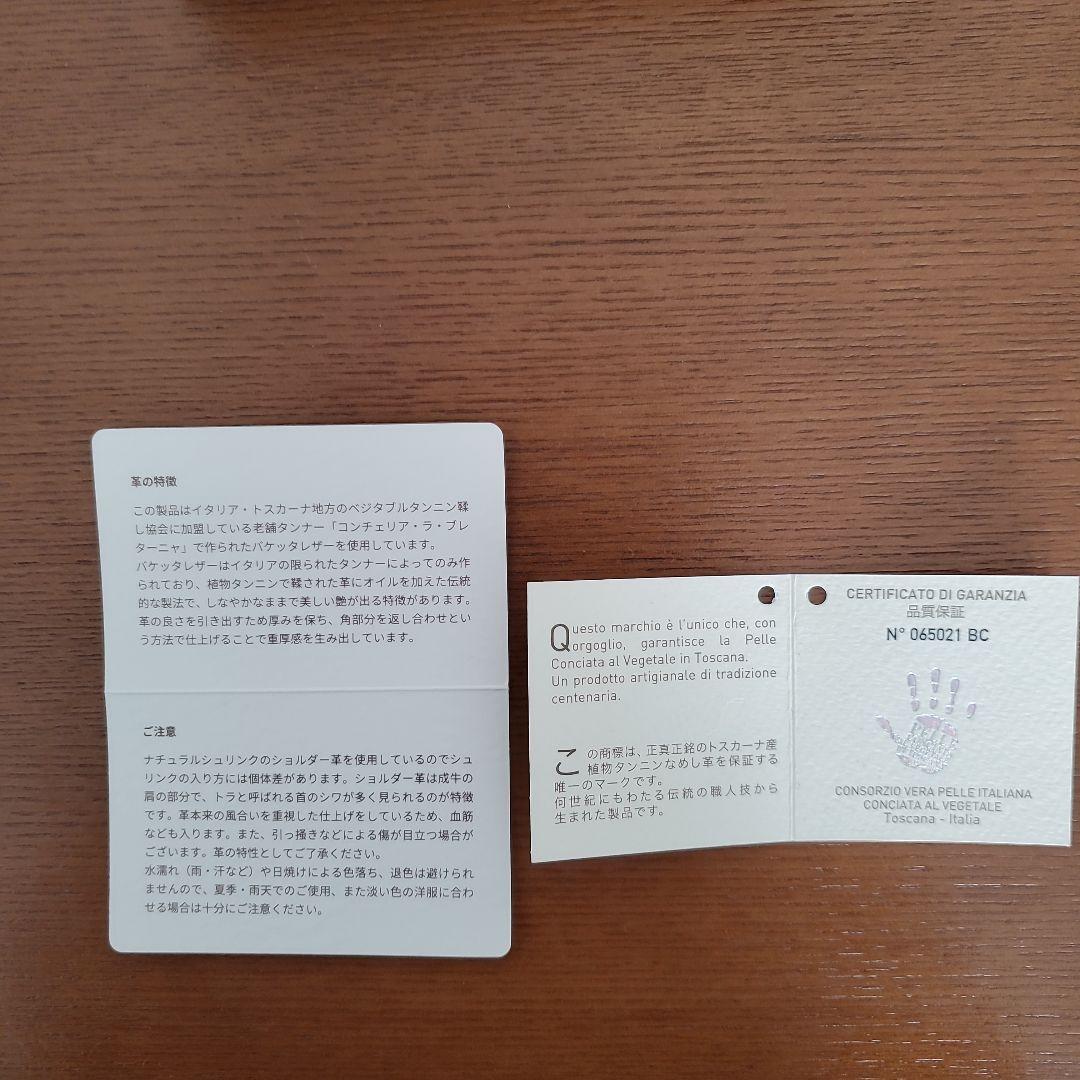 革の特徴
この製品はイタリア・トスカーナ地方のベジタブルタンニン鞣
し協会に加盟している老舗タンナー「コンチェリア・ラ・ブレ
ターニャ」で作られたバケッタレザーを使用しています。
バケッタレザーはイタリアの限られたタンナーによってのみ作
られており、植物タンニンで鞣された革にオイルを加えた伝統
的な製法で、しなやかなままで美しい艶が出る特徴があります。
革の良さを引き出すため厚みを保ち、角部分を返し合わせとい
う方法で仕上げることで重厚感を生み出しています。
ご注意
ナチュラルシュリンクのショルダー革を使用しているのでシュ
リンクの入り方には個体差があります。ショルダー革は成牛の
肩の部分で、トラと呼ばれる首のシワが多く見られるのが特徴
です。革本来の風合いを重視した仕上げをしているため、血筋
なども入ります。また、引っ掻きなどによる傷が目立つ場合が
ございます。革の特性としてご了承ください。
水濡れ（雨・汗など）や日焼けによる色落ち、退色は避けられ
ませんので、夏季・雨天でのご使用、また淡い色の洋服に合わ
せる場合は十分にご注意ください。
Questo marchio è l'unico che, con
orgoglio, garantisce la Pelle
Conciata al Vegetale in Toscana.
Un prodotto artigianale di tradizione
centenaria.
この商標は、正真正銘のトスカーナ産
植物タンニンなめし革を保証する
唯一のマークです。
何世紀にもわたる伝統の職人技から
生まれた製品です。
CERTIFICATO DI GARANZIA
品質保証
N° 065021 BC
CONSORZIO VERA PELLE ITALIANA
CONCIATA AL VEGETALE
Toscana - Italia